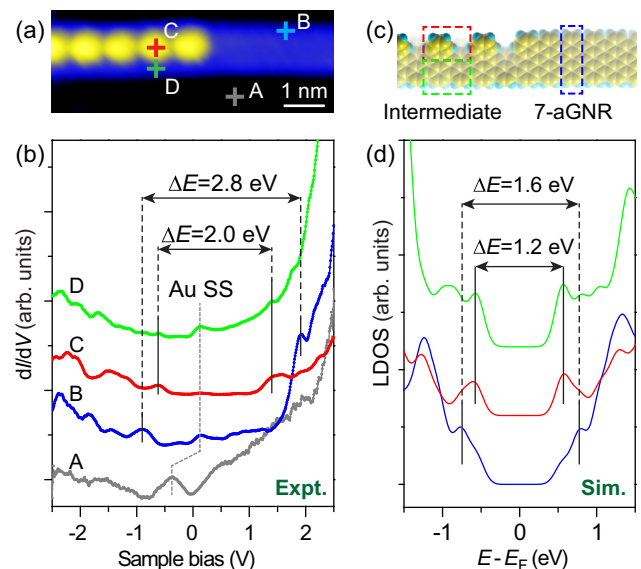 (a)
C
B
D
A
1 nm
(c)
Intermediate
7-aGNR
(b)
ΔE=2.8 eV
ΔE=2.0 eV
Au SS
D
C
B
A
Expt.
dI/dV (arb. units)
-2
-1
0
1
2
Sample bias (V)
(d)
ΔE=1.6 eV
ΔE=1.2 eV
Sim.
LDOS (arb. units)
-1
0
1
E - E_F (eV)